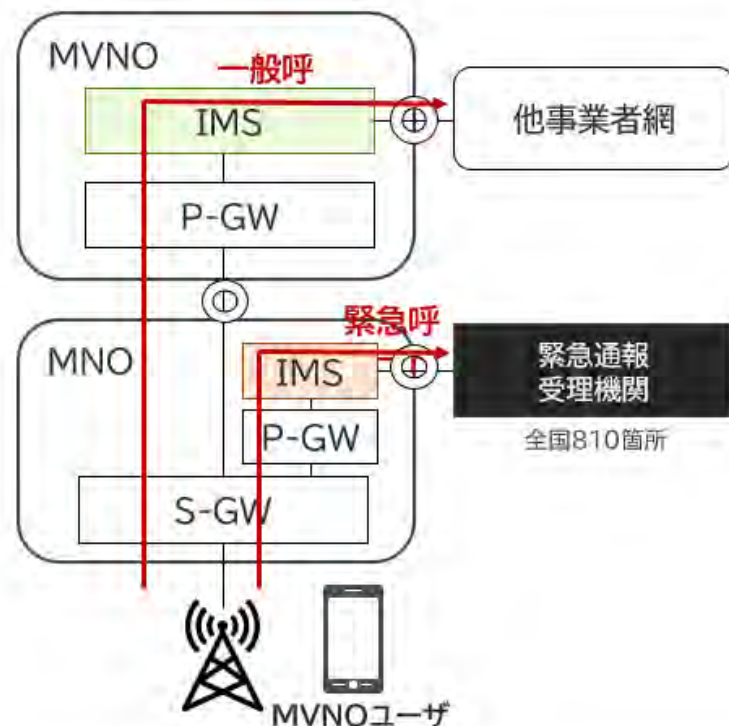 MVNO
一般呼
IMS
他事業者網
P-GW
緊急呼
MNO
IMS
緊急通報
受理機関
P-GW
全国810箇所
S-GW
MVNOユーザ